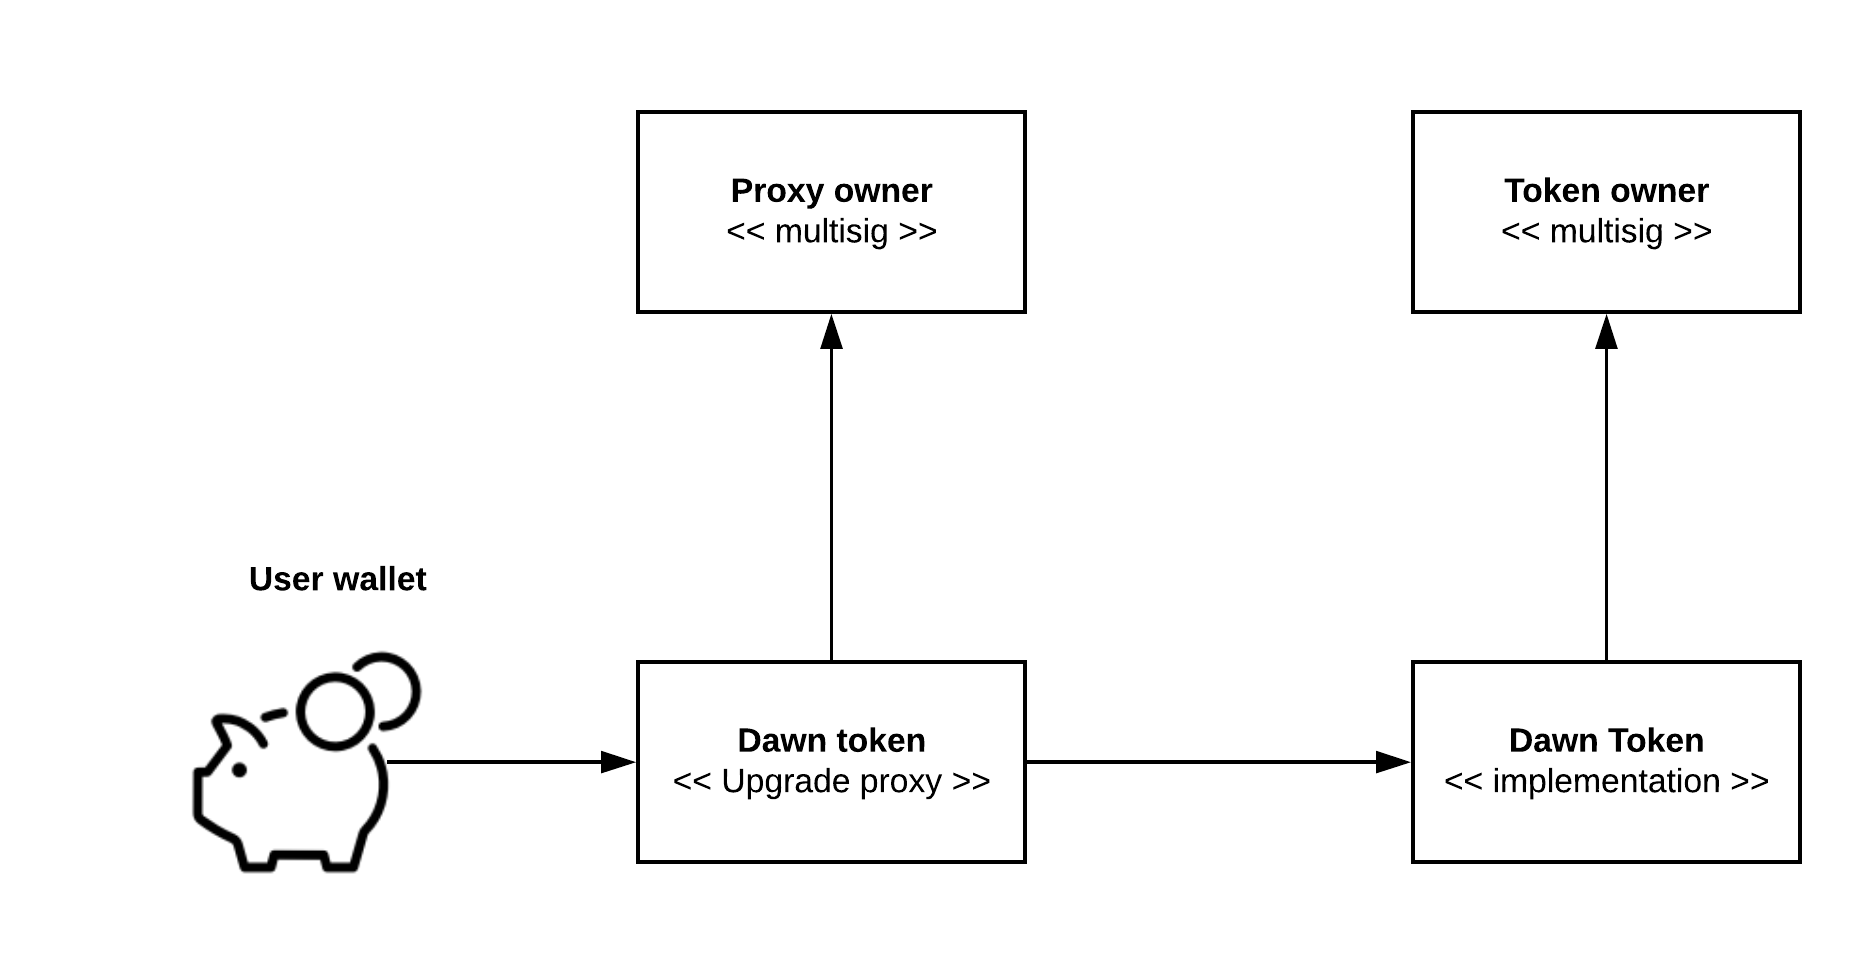 Proxy owner
<< multisig >>
Token owner
<< multisig >>
User wallet
Dawn token
<< Upgrade proxy >>
Dawn Token
<< implementation >>